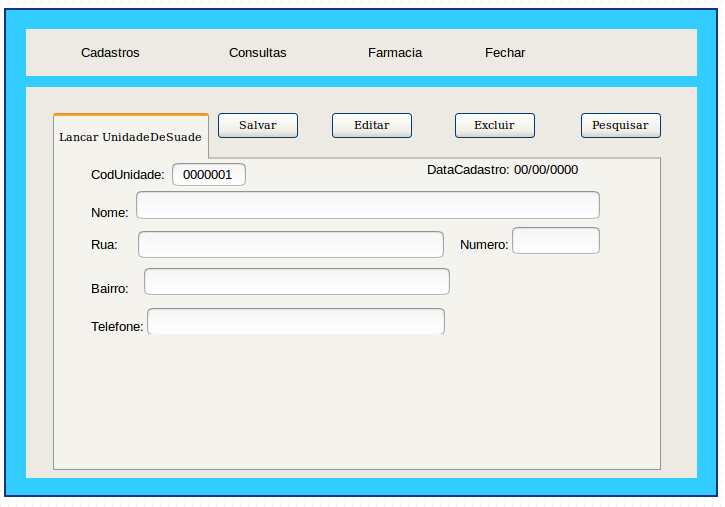 Cadastros Consultas Farmacia Fechar
Lancar UnidadeDeSuade Salvar Editar Excluir Pesquisar
CodUnidade: 0000001 DataCadastro: 00/00/0000
Nome:
Rua: Numero:
Bairro:
Telefone: